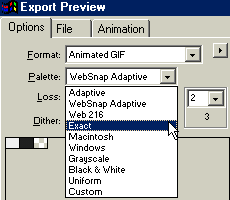 Export Preview
Options File Animation
Format: Animated GIF
Palette: WebSnap Adaptive
Loss:
Dither:
Adaptive
WebSnap Adaptive
Web 216
Exact
Macintosh
Windows
Grayscale
Black & White
Uniform
Custom
2
3